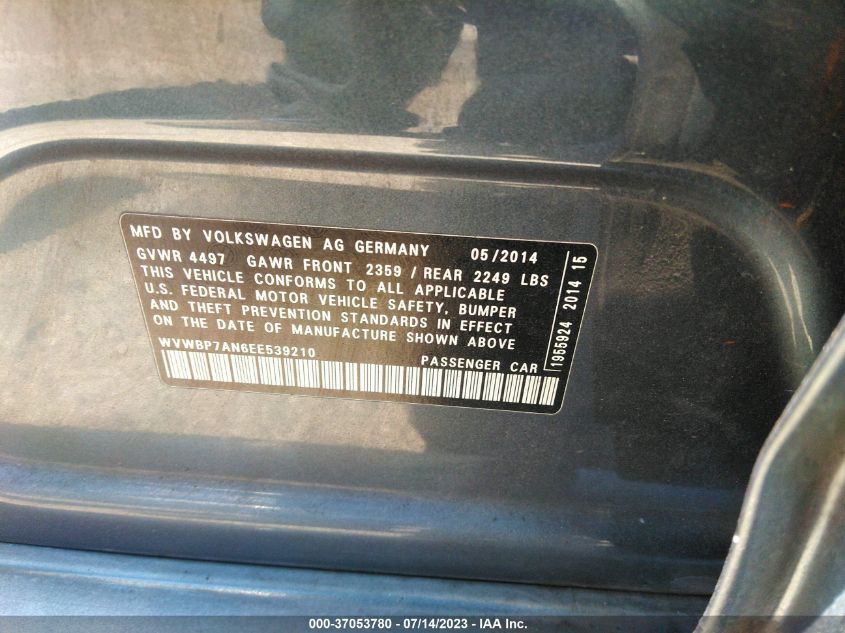 MFD BY VOLKSWAGEN AG GERMANY 05/2014
GVWR 4497 GAWR FRONT 2359 / REAR 2249 LBS
THIS VEHICLE CONFORMS TO ALL APPLICABLE
U.S. FEDERAL MOTOR VEHICLE SAFETY, BUMPER
AND THEFT PREVENTION STANDARDS IN EFFECT
ON THE DATE OF MANUFACTURE SHOWN ABOVE
WVWBP7AN6EE539210
PASSENGER CAR
1955924 2014 15
000-37053780 - 07/14/2023 - IAA Inc.